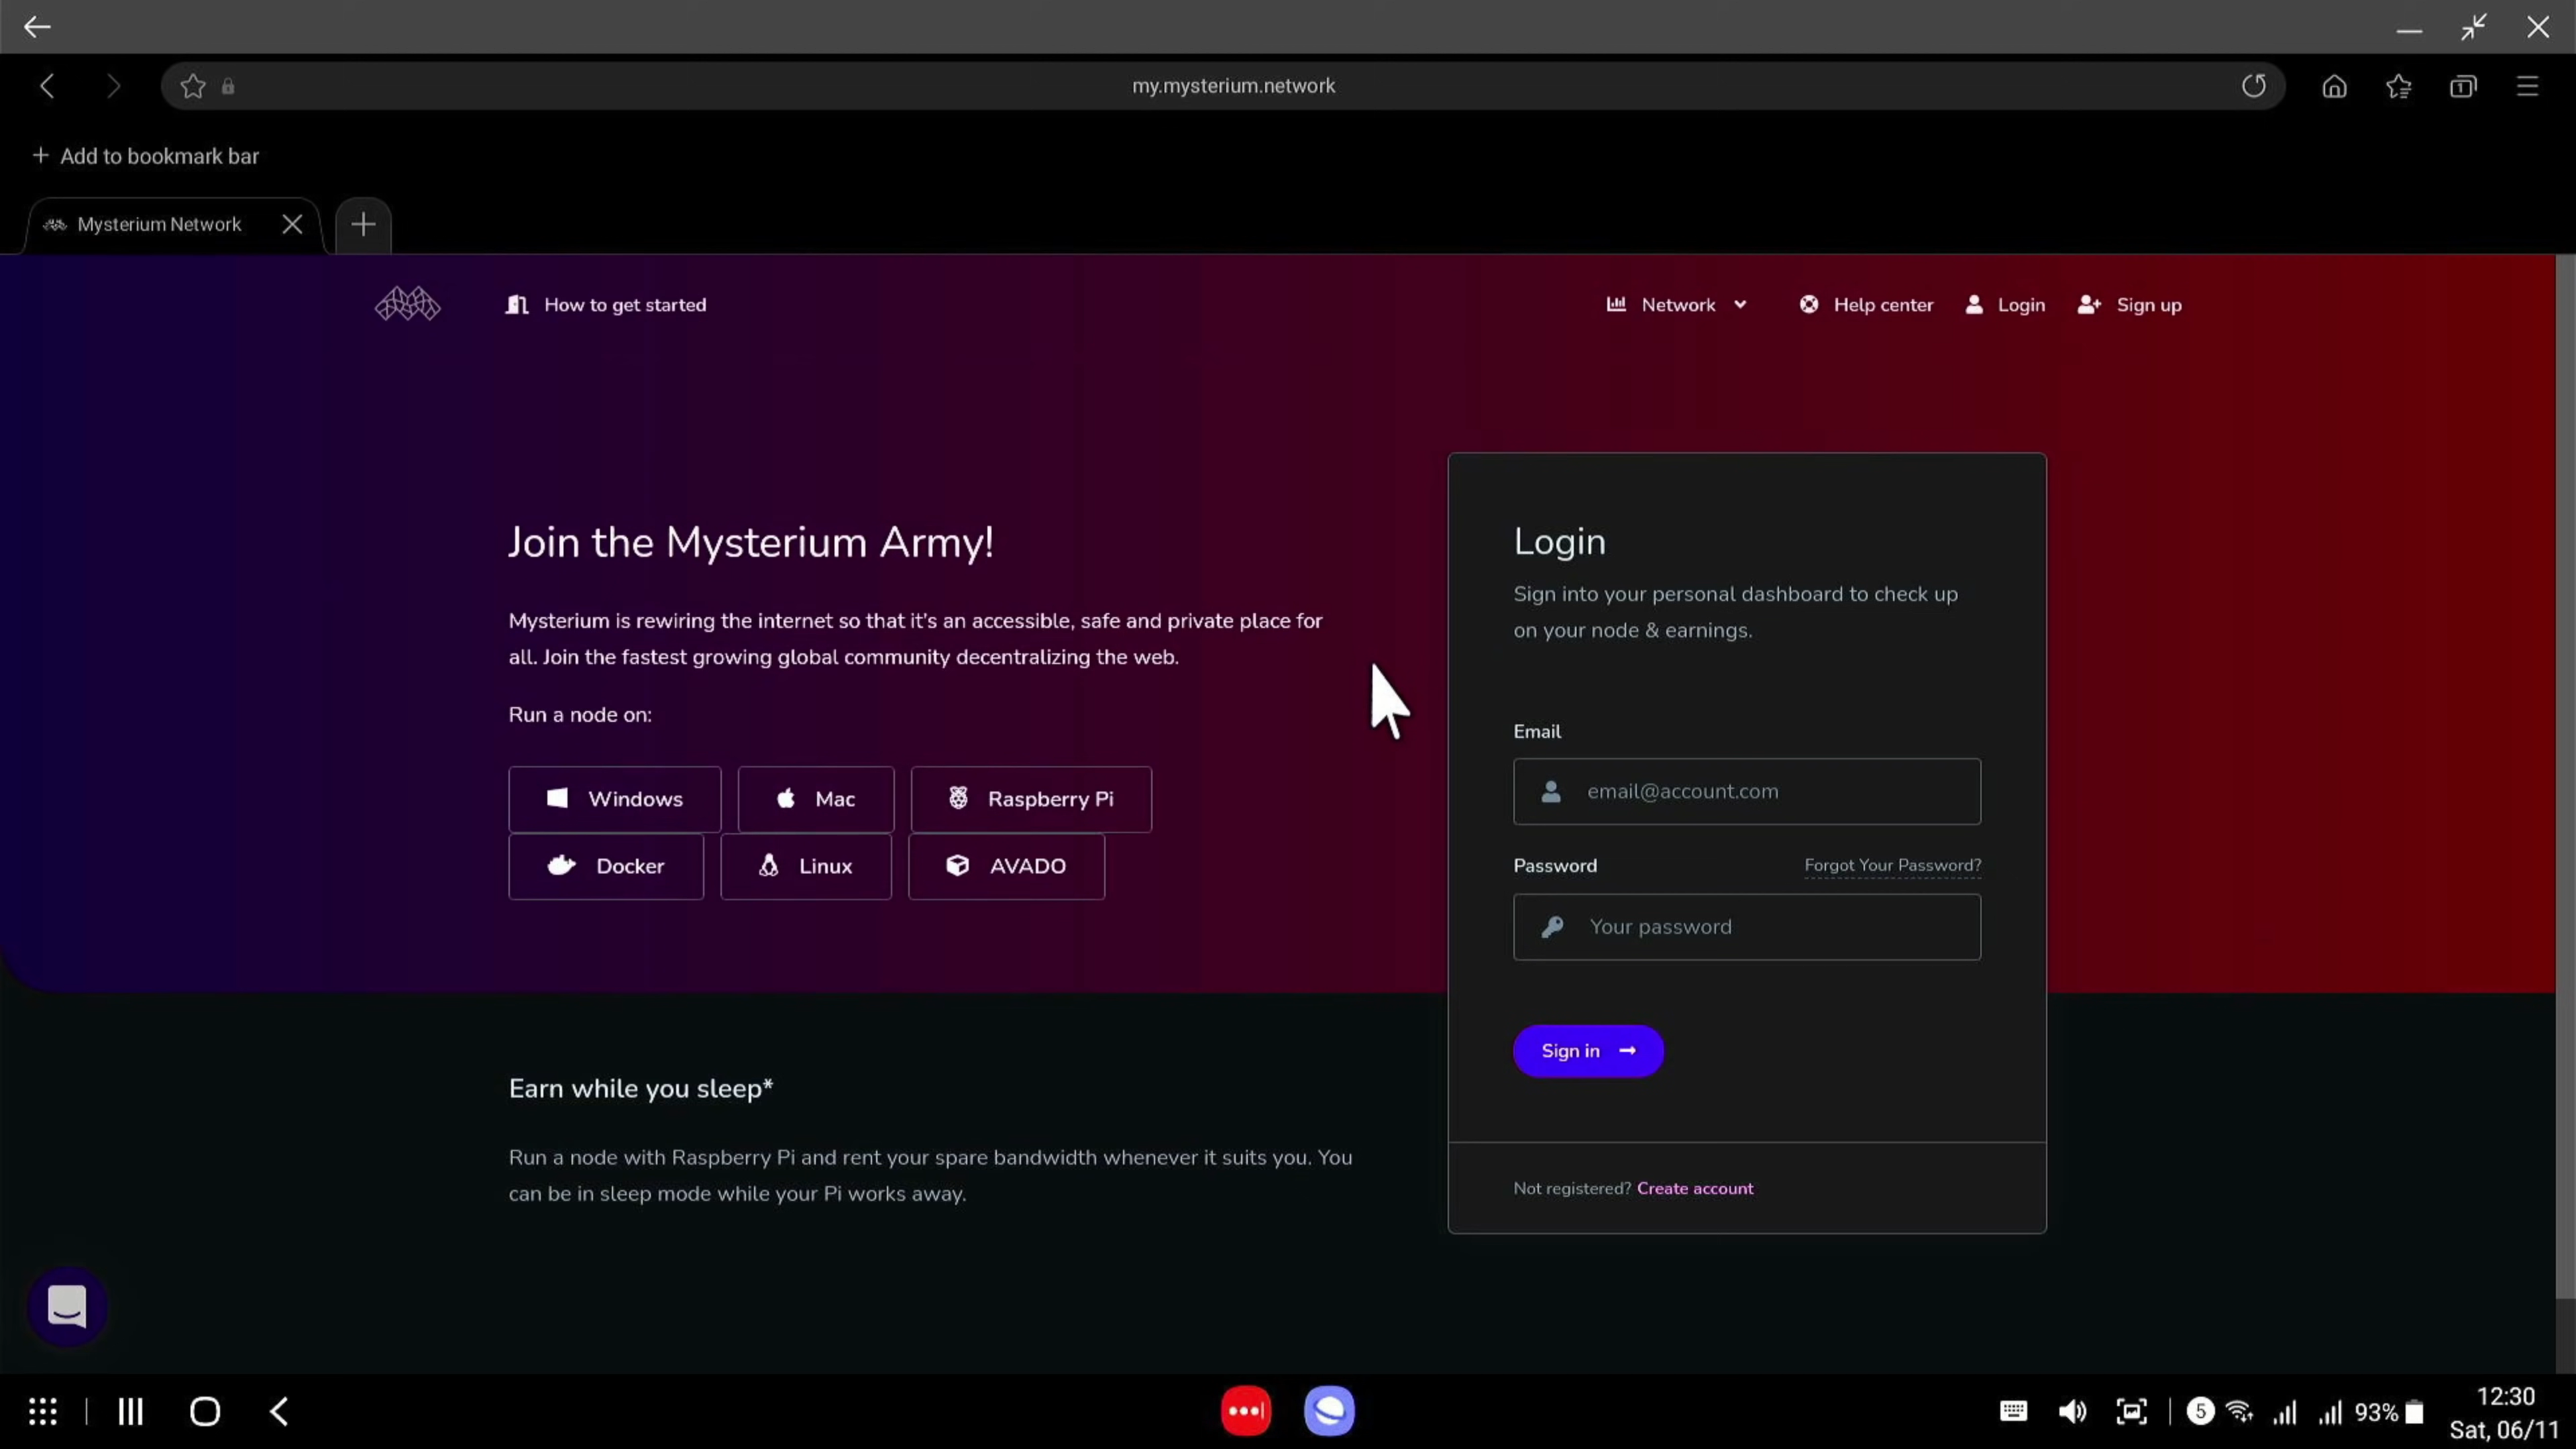 my.mysterium.network
+ Add to bookmark bar
Mysterium Network
How to get started
Network
Help center
Login
Sign up
Join the Mysterium Army!
Mysterium is rewiring the internet so that it's an accessible, safe and private place for
all. Join the fastest growing global community decentralizing the web.
Run a node on:
Windows
Mac
Raspberry Pi
Docker
Linux
AVADO
Earn while you sleep*
Run a node with Raspberry Pi and rent your spare bandwidth whenever it suits you. You
can be in sleep mode while your Pi works away.
Login
Sign into your personal dashboard to check up
on your node & earnings.
Email
email@account.com
Password
Forgot Your Password?
Your password
Sign in
Not registered? Create account
1
5
93%
12:30
Sat, 06/11